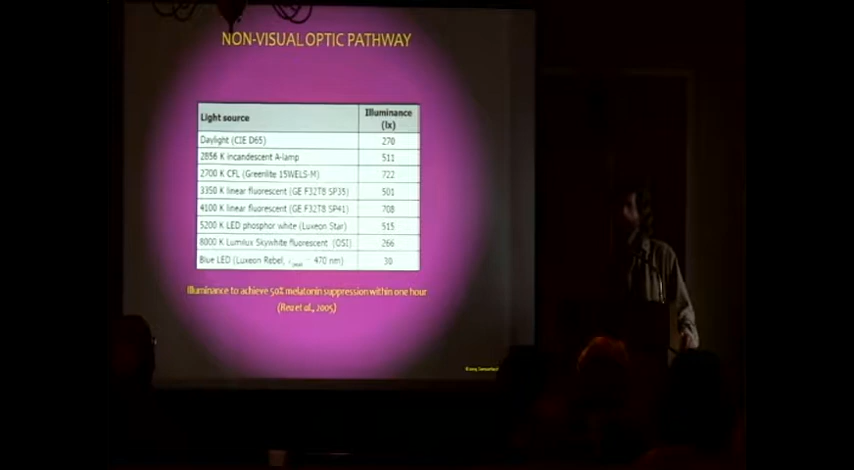 NON-VISUAL OPTIC PATHWAY
Light source Illuminance (lx)
Daylight (CIE D65) 270
2856 K incandescent A-lamp 511
2700 K CFL (Greenlite 15WELS-M) 722
3350 K linear fluorescent (GE F32T8 SP35) 501
4100 K linear fluorescent (GE F32T8 SP41) 708
5200 K LED phosphor white (Luxeon Star) 515
8000 K Lumilux Skywhite fluorescent (OSI) 266
Blue LED (Luxeon Rebel, 470 nm) 30
Illuminance to achieve 50% melatonin suppression within one hour
(Rea et al., 2005)